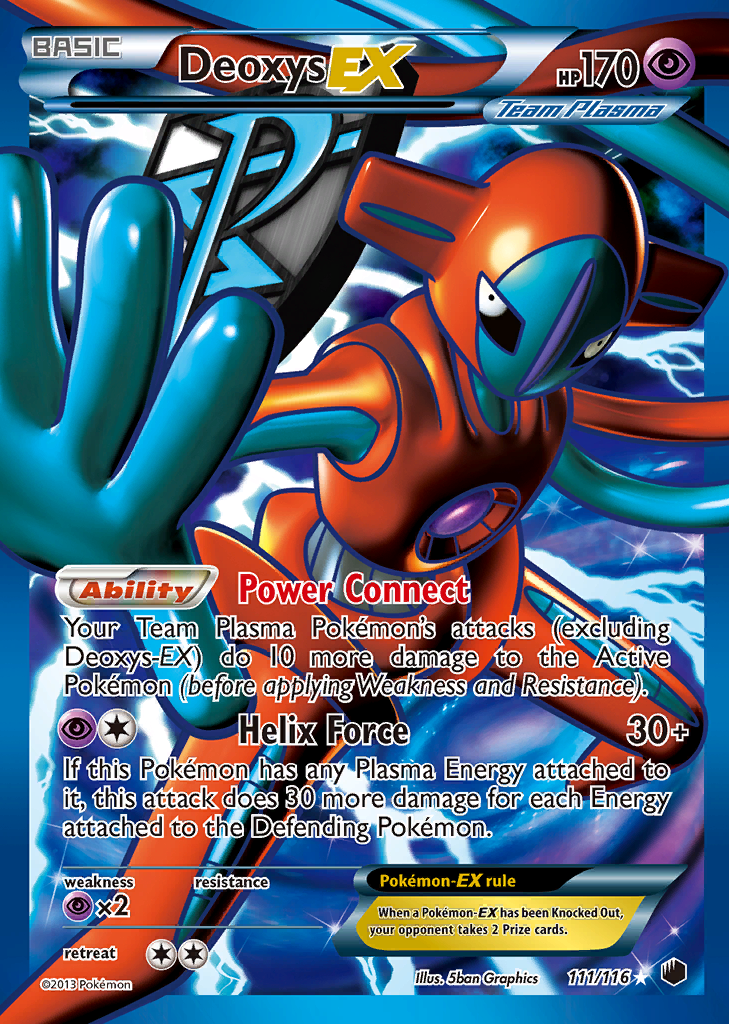 BASIC
Deoxys EX
HP 170
Team Plasma
Ability Power Connect
Your Team Plasma Pokémon's attacks (excluding
Deoxys-EX) do 10 more damage to the Active
Pokémon (before applying Weakness and Resistance).
Helix Force 30+
If this Pokémon has any Plasma Energy attached to
it, this attack does 30 more damage for each Energy
attached to the Defending Pokémon.
weakness resistance
×2
retreat
Pokémon-EX rule
When a Pokémon-EX has been Knocked Out,
your opponent takes 2 Prize cards.
©2013 Pokémon
Illus. 5ban Graphics 111/116